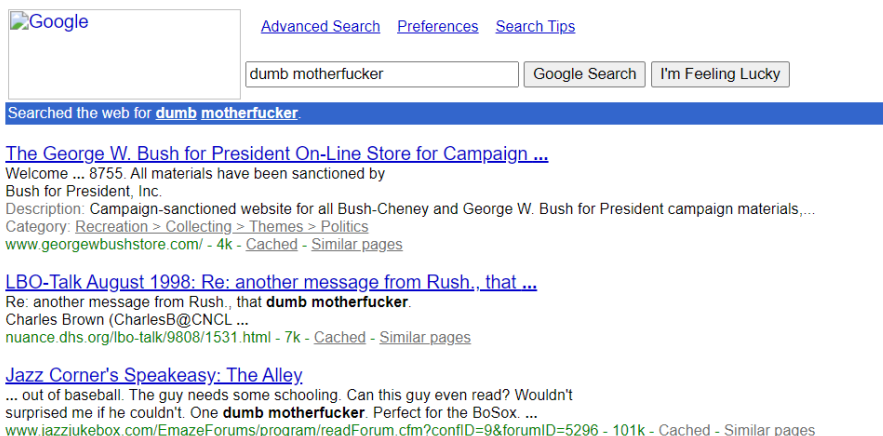 Google
Advanced Search Preferences Search Tips
dumb motherfucker Google Search I'm Feeling Lucky
Searched the web for dumb motherfucker.
The George W. Bush for President On-Line Store for Campaign ...
Welcome ... 8755. All materials have been sanctioned by
Bush for President, Inc.
Description: Campaign-sanctioned website for all Bush-Cheney and George W. Bush for President campaign materials,...
Category: Recreation > Collecting > Themes > Politics
www.georgewbushstore.com/ - 4k - Cached - Similar pages
LBO-Talk August 1998: Re: another message from Rush., that ...
Re: another message from Rush., that dumb motherfucker.
Charles Brown (CharlesB@CNCL ...
nuance.dhs.org/lbo-talk/9808/1531.html - 7k - Cached - Similar pages
Jazz Corner's Speakeasy: The Alley
... out of baseball. The guy needs some schooling. Can this guy even read? Wouldn't
surprised me if he couldn't. One dumb motherfucker. Perfect for the BoSox. ...
www.jazzjukebox.com/EmazeForums/program/readForum.cfm?confID=9&forumID=5296 - 101k - Cached - Similar pages